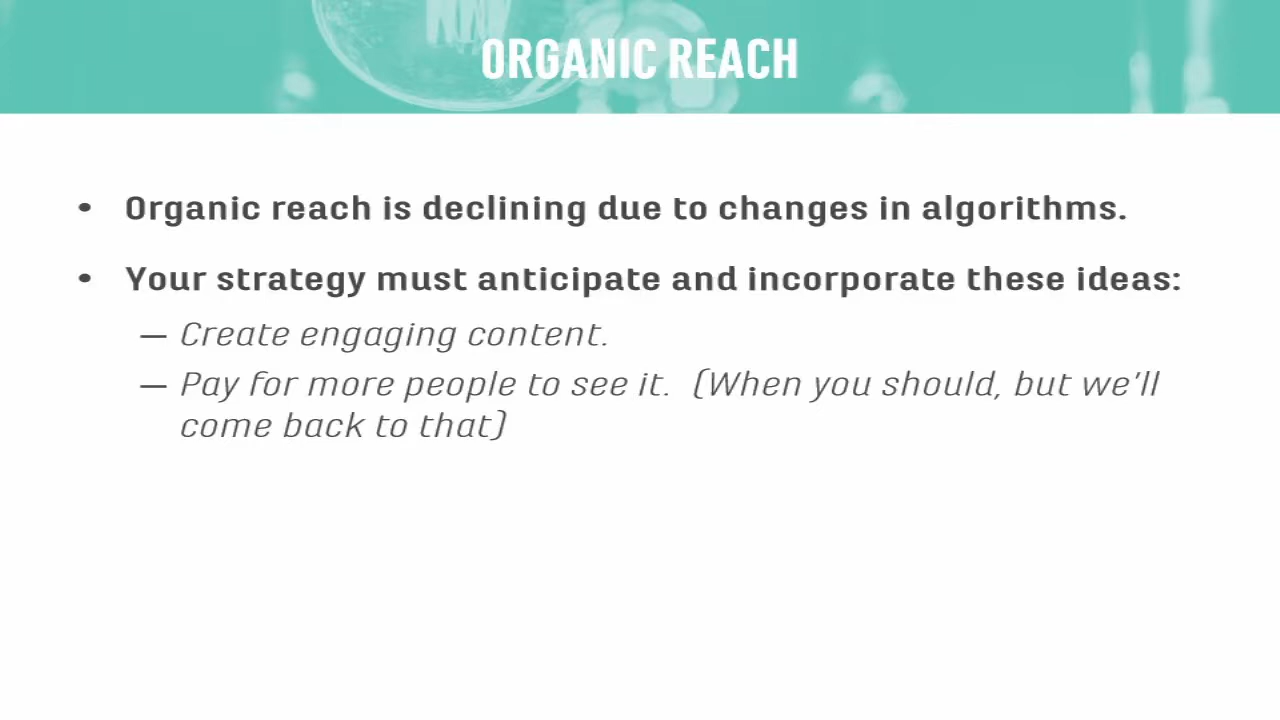 ORGANIC REACH
• Organic reach is declining due to changes in algorithms.
• Your strategy must anticipate and incorporate these ideas:
— Create engaging content.
— Pay for more people to see it.  (When you should, but we'll
come back to that)